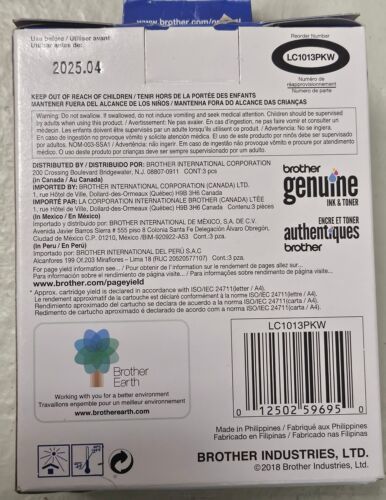 www.brother.com/original
Use before / Utiliser avant
Usar antes de:
2025.04
Reorder Number
LC1013PKW
Numéro de
réapprovisionnement
Número de parte
KEEP OUT OF REACH OF CHILDREN / TENIR HORS DE LA PORTÉE DES ENFANTS
MANTENER FUERA DEL ALCANCE DE LOS NIÑOS / MANTENHA FORA DO ALCANCE DAS CRIANÇAS
Warning: Do not swallow. If swallowed, do not induce vomiting and seek medical attention. Children should be supervised
by adults when using this product. / Avertissement: Ne pas avaler. En cas d'ingestion, ne pas faire vomir et consulter un
médecin. Les enfants doivent être supervisés par un adulte lorsqu'ils utilisent ce produit. / Advertencia: No se ingiera.
En caso de ingestión no provoque vómito y solicite atención médica. El uso de este producto por niños debe ser supervisado
por adultos. NOM-003-SSA1 / Advertência: não ingerir. Em caso de ingestão não provoque vômito e procure atendimento
médico. O uso deste produto por crianças deve ser sempre supervisionado por um adulto.
DISTRIBUTED BY / DISTRIBUÉ PAR: BROTHER INTERNATIONAL CORPORATION
200 Crossing Boulevard Bridgewater, N.J. 08807-0911 CONT:3 pcs
(in Canada / Au Canada)
IMPORTED BY: BROTHER INTERNATIONAL CORPORATION (CANADA) LTD.
1, rue Hôtel de Ville, Dollard-des-Ormeaux (Québec) H9B 3H6 Canada
IMPORTÉ PAR: LA CORPORATION INTERNATIONALE BROTHER (CANADA) LTÉE
1, rue Hôtel de Ville, Dollard-des-Ormeaux (Québec) H9B 3H6 Canada Contenu:3 pièces
(In Mexico / En México)
Importado y distribuido por: BROTHER INTERNATIONAL DE MÉXICO, S.A. DE C.V.
Avenida Javier Barros Sierra # 555 piso 8 Colonia Santa Fe Delegación Álvaro Obregón,
Ciudad de México C.P. 01210, México /BIM-920922-A53 Cont.:3 pza.
(In Peru / En Perú)
Importado por: BROTHER INTERNATIONAL DEL PERÚ S.A.C
Alcanfores 199 Of.203 Miraflores - Lima 18 (RUC 20502577107) Cont.:3 pza.
For page yield information see... / Pour obtenir de l'information sur le rendement de pages allez sur...
Para información sobre el rendimiento de página visite... / Para informações sobre rendimento de página visite...
www.brother.com/pageyield
* Approx. cartridge yield is declared in accordance with ISO/IEC 24711(letter / A4).
Le rendement approximatif de la cartouche est déclaré conformément à la norme ISO/IEC 24711(lettre / A4).
Rendimiento aproximado del cartucho se declara de acuerdo a la norma ISO/IEC 24711(carta / A4).
Rendimento de cartucho aproximado é declarado de acordo com a norma ISO/IEC 24711(carta / A4).
brother
genuine
INK & TONER
ENCRE ET TONER
authentiques
brother
Brother
Earth
Working with you for a better environment
Travaillons ensemble pour un meilleur environnement
www.brotherearth.com
LC1013PKW
0 12502 59695 0
Made in Philippines / Fabriqué aux Philippines
Fabricado en Filipinas / Fabricado nas Filipinas
BROTHER INDUSTRIES, LTD.
©2018 Brother Industries, Ltd.